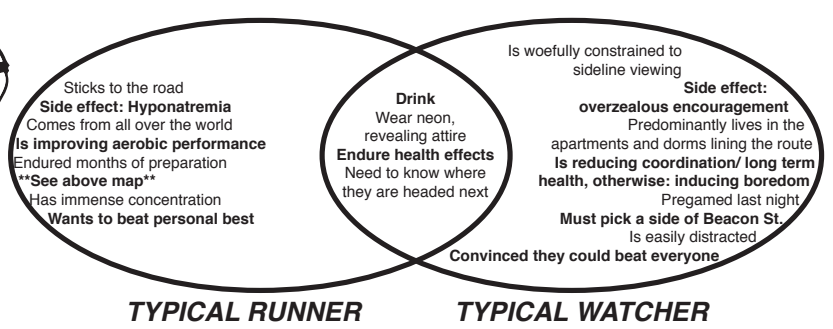 Sticks to the road
Side effect: Hyponatremia
Comes from all over the world
Is improving aerobic performance
Endured months of preparation
**See above map**
Has immense concentration
Wants to beat personal best
Drink
Wear neon,
revealing attire
Endure health effects
Need to know where
they are headed next
Is woefully constrained to
sideline viewing
Side effect:
overzealous encouragement
Predominantly lives in the
apartments and dorms lining the route
Is reducing coordination/ long term
health, otherwise: inducing boredom
Pregamed last night
Must pick a side of Beacon St.
Is easily distracted
Convinced they could beat everyone
TYPICAL RUNNER
TYPICAL WATCHER